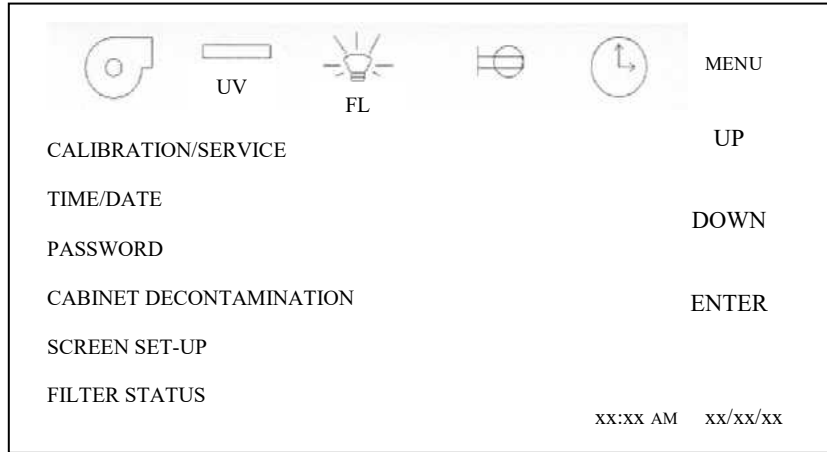 MENU
UV
FL
UP
CALIBRATION/SERVICE
TIME/DATE
DOWN
PASSWORD
CABINET DECONTAMINATION
ENTER
SCREEN SET-UP
FILTER STATUS
xx:xx AM xx/xx/xx